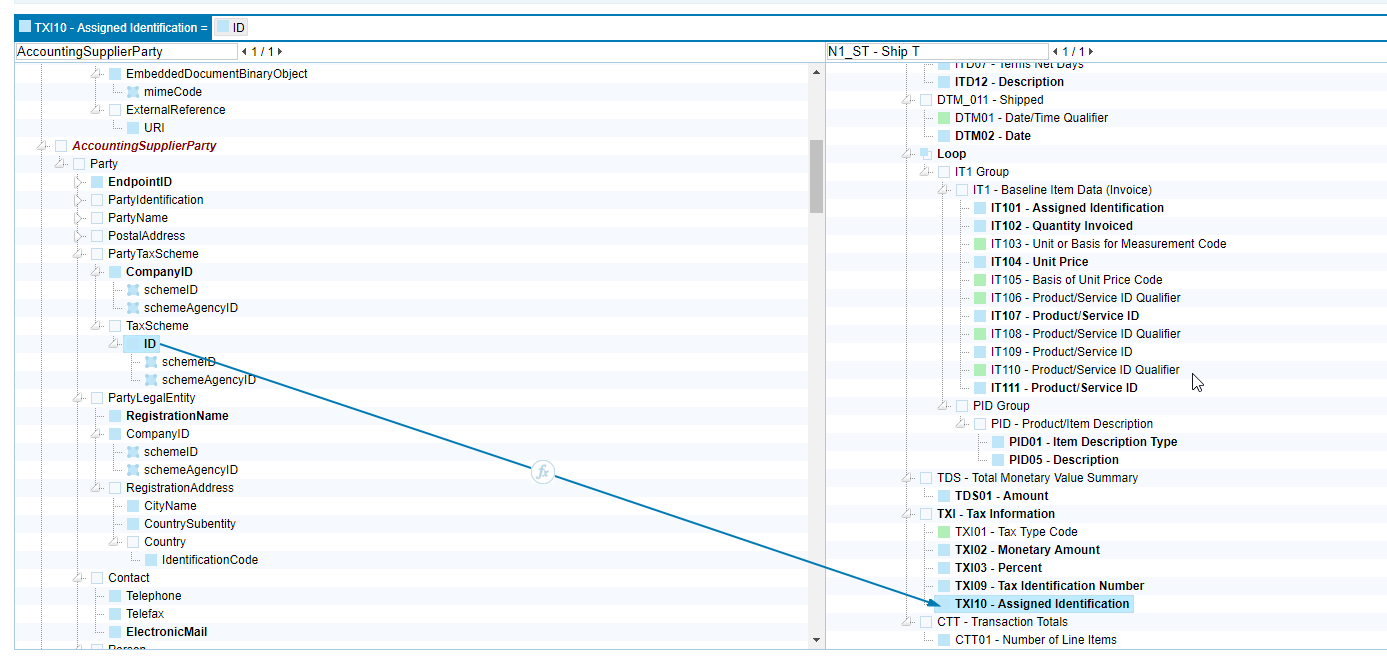 TXI10 - Assigned Identification = ID
AccountingSupplierParty 1 / 1
EmbeddedDocumentBinaryObject
mimeCode
ExternalReference
URI
AccountingSupplierParty
Party
EndpointID
PartyIdentification
PartyName
PostalAddress
PartyTaxScheme
CompanyID
schemeID
schemeAgencyID
TaxScheme
ID
schemeID
schemeAgencyID
PartyLegalEntity
RegistrationName
CompanyID
schemeID
schemeAgencyID
RegistrationAddress
CityName
CountrySubentity
Country
IdentificationCode
Contact
Telephone
Telefax
ElectronicMail
Person
fx
N1_ST - Ship T 1 / 1
ITD07 - Terms Net Days
ITD12 - Description
DTM_011 - Shipped
DTM01 - Date/Time Qualifier
DTM02 - Date
Loop
IT1 Group
IT1 - Baseline Item Data (Invoice)
IT101 - Assigned Identification
IT102 - Quantity Invoiced
IT103 - Unit or Basis for Measurement Code
IT104 - Unit Price
IT105 - Basis of Unit Price Code
IT106 - Product/Service ID Qualifier
IT107 - Product/Service ID
IT108 - Product/Service ID Qualifier
IT109 - Product/Service ID
IT110 - Product/Service ID Qualifier
IT111 - Product/Service ID
PID Group
PID - Product/Item Description
PID01 - Item Description Type
PID05 - Description
TDS - Total Monetary Value Summary
TDS01 - Amount
TXI - Tax Information
TXI01 - Tax Type Code
TXI02 - Monetary Amount
TXI03 - Percent
TXI09 - Tax Identification Number
TXI10 - Assigned Identification
CTT - Transaction Totals
CTT01 - Number of Line Items